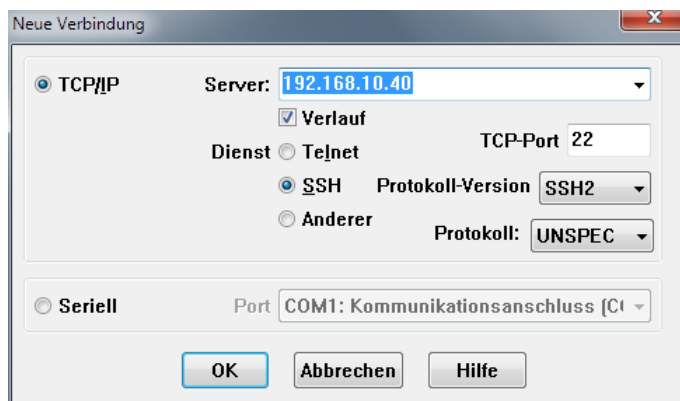 Neue Verbindung
TCP/IP Server: 192.168.10.40
Verlauf
Dienst Telnet TCP-Port 22
SSH Protokoll-Version SSH2
Anderer Protokoll: UNSPEC
Seriell Port COM1: Kommunikationsanschluss (C
OK Abbrechen Hilfe